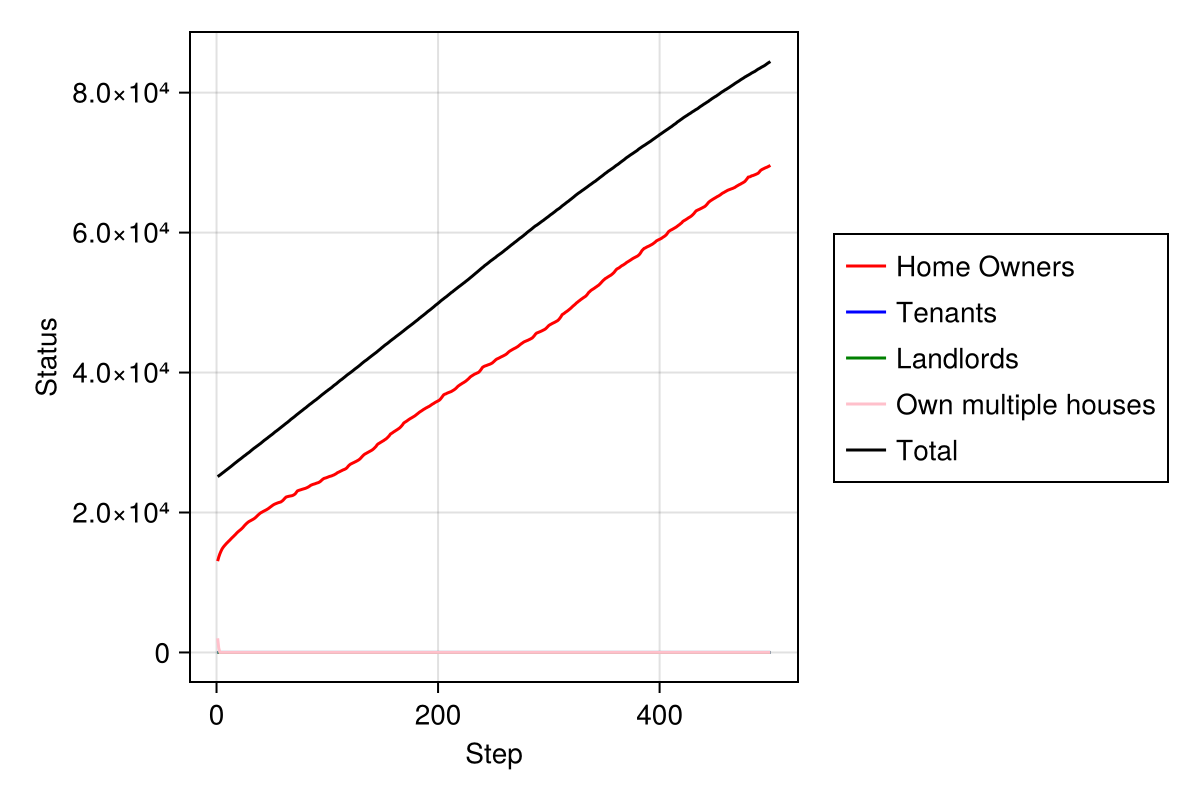 8.0×10⁴
6.0×10⁴
4.0×10⁴
2.0×10⁴
0
Status
0 200 400
Step
Home Owners
Tenants
Landlords
Own multiple houses
Total